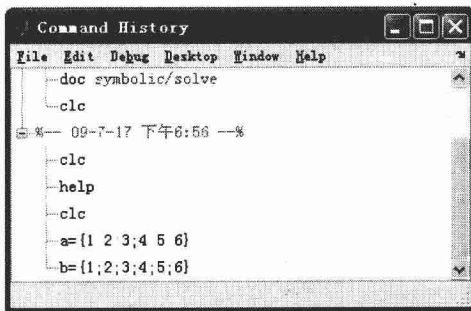 Command History
File Edit Debug Desktop Window Help
doc symbolic/solve
clc
%-- 09-7-17 下午6:56 --%
clc
help
clc
a={1 2 3;4 5 6}
b={1;2;3;4;5;6}